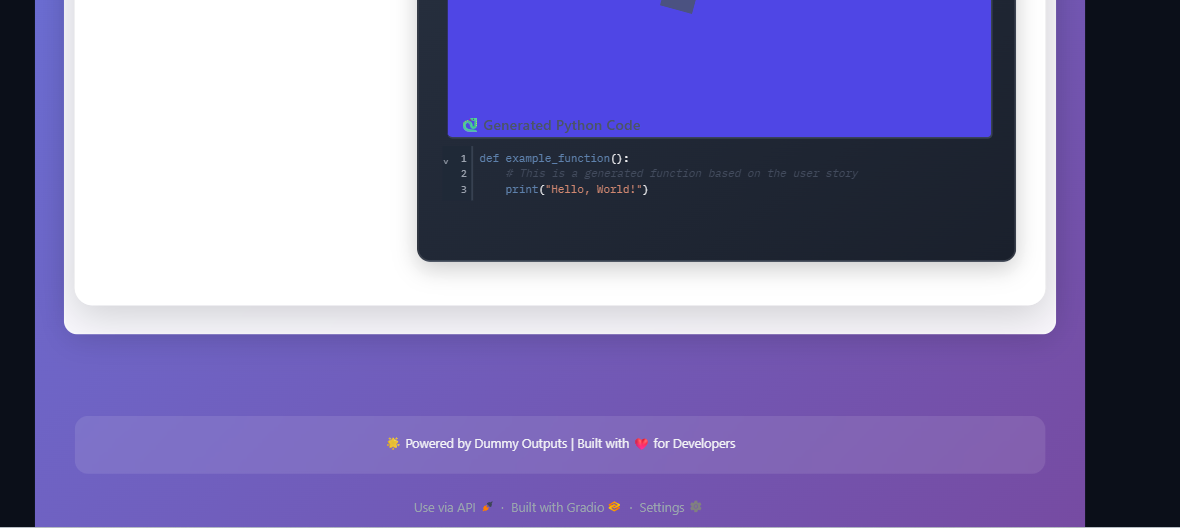 Generated Python Code
1 def example_function():
2 # This is a generated function based on the user story
3 print("Hello, World!")
Powered by Dummy Outputs | Built with ❤️ for Developers
Use via API · Built with Gradio · Settings